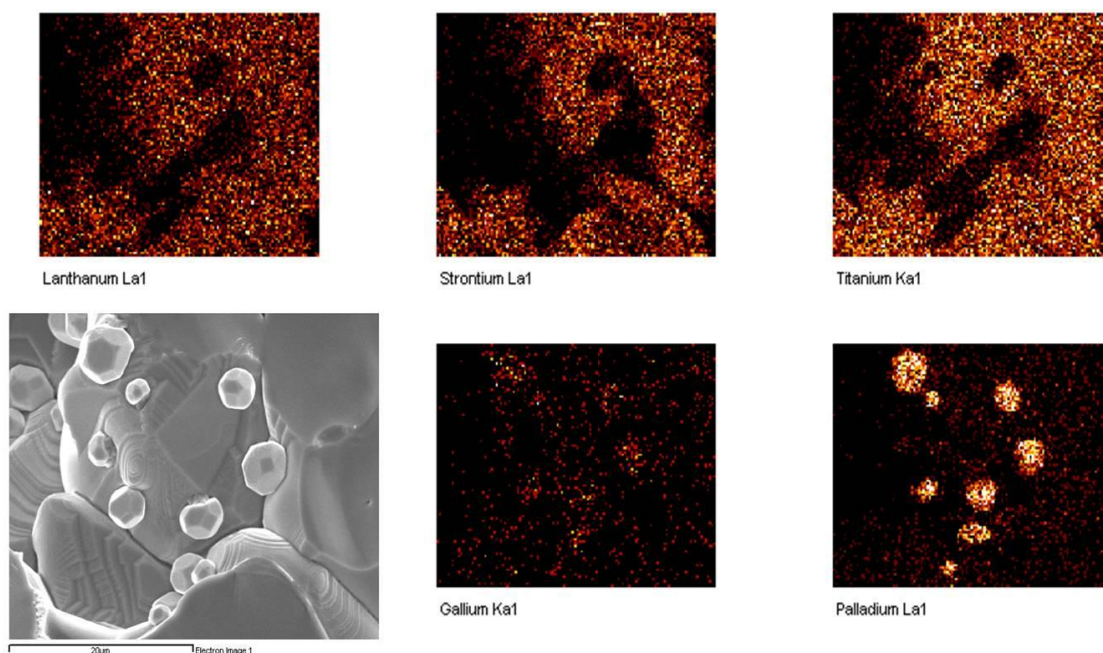 Lanthanum La1
Strontium La1
Titanium Ka1
Gallium Ka1
Palladium La1
20µm
Electron Image 1